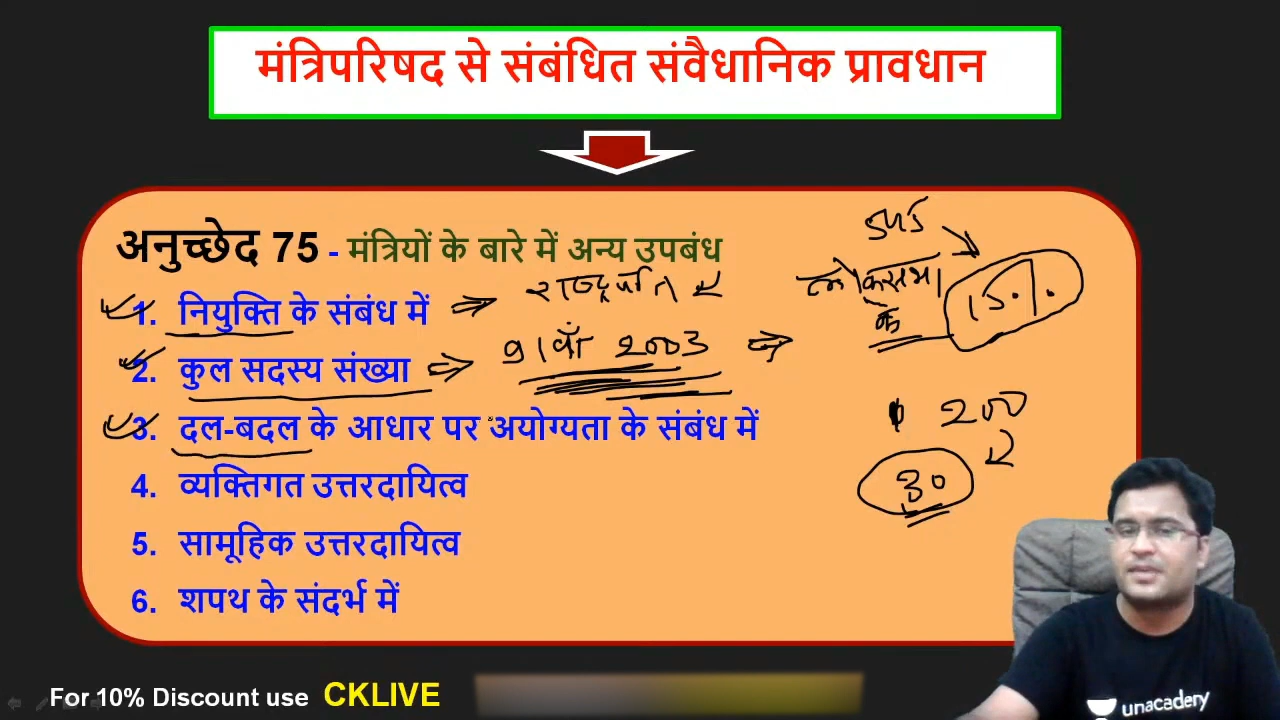 मंत्रिपरिषद से संबंधित संवैधानिक प्रावधान
अनुच्छेद 75 - मंत्रियों के बारे में अन्य उपबंध
1. नियुक्ति के संबंध में
राष्ट्रपति
545
लोकसभा
के
15%
2. कुल सदस्य संख्या
91वाँ 2003
3. दल-बदल के आधार पर अयोग्यता के संबंध में
200
30
4. व्यक्तिगत उत्तरदायित्व
5. सामूहिक उत्तरदायित्व
6. शपथ के संदर्भ में
For 10% Discount use CKLIVE
unacademy